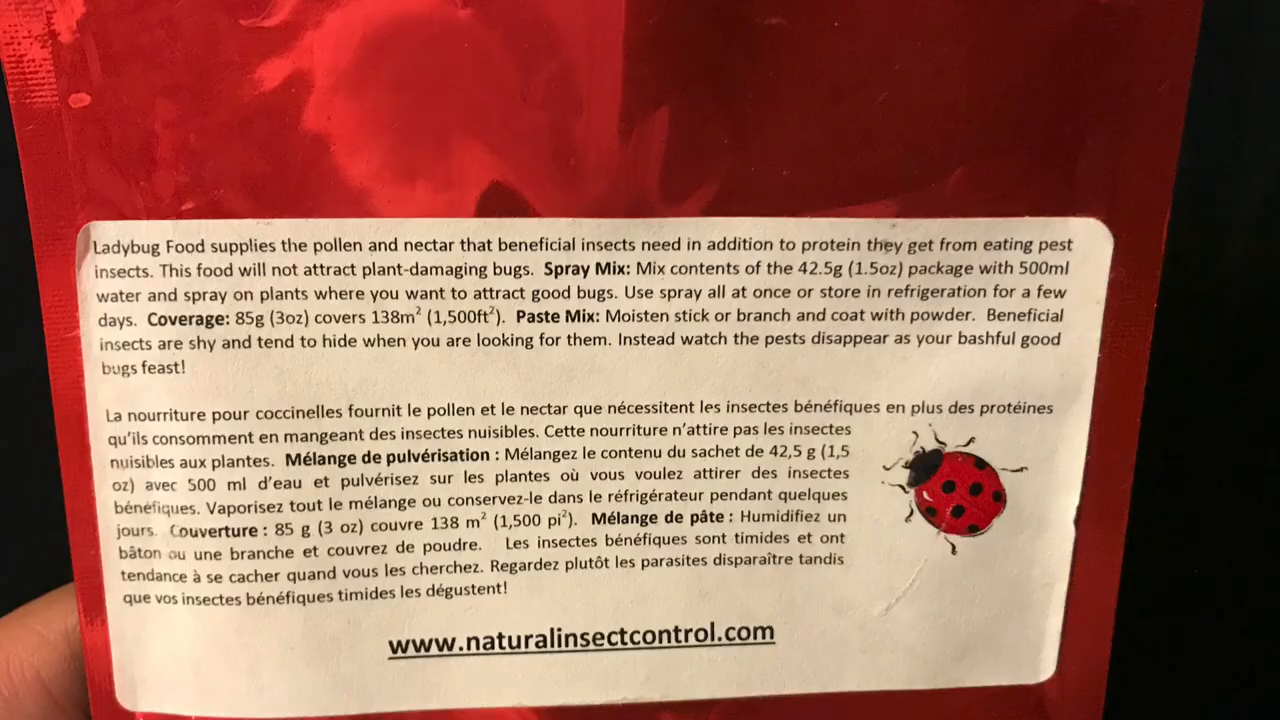 Ladybug Food supplies the pollen and nectar that beneficial insects need in addition to protein they get from eating pest
insects. This food will not attract plant-damaging bugs. Spray Mix: Mix contents of the 42.5g (1.5oz) package with 500ml
water and spray on plants where you want to attract good bugs. Use spray all at once or store in refrigeration for a few
days. Coverage: 85g (3oz) covers 138m² (1,500ft²). Paste Mix: Moisten stick or branch and coat with powder. Beneficial
insects are shy and tend to hide when you are looking for them. Instead watch the pests disappear as your bashful good
bugs feast!
La nourriture pour coccinelles fournit le pollen et le nectar que nécessitent les insectes bénéfiques en plus des protéines
qu'ils consomment en mangeant des insectes nuisibles. Cette nourriture n'attire pas les insectes
nuisibles aux plantes. Mélange de pulvérisation : Mélangez le contenu du sachet de 42,5 g (1,5
oz) avec 500 ml d'eau et pulvérisez sur les plantes où vous voulez attirer des insectes
bénéfiques. Vaporisez tout le mélange ou conservez-le dans le réfrigérateur pendant quelques
jours. Couverture : 85 g (3 oz) couvre 138 m² (1,500 pi²). Mélange de pâte : Humidifiez un
bâton ou une branche et couvrez de poudre. Les insectes bénéfiques sont timides et ont
tendance à se cacher quand vous les cherchez. Regardez plutôt les parasites disparaître tandis
que vos insectes bénéfiques timides les dégustent!
www.naturalinsectcontrol.com